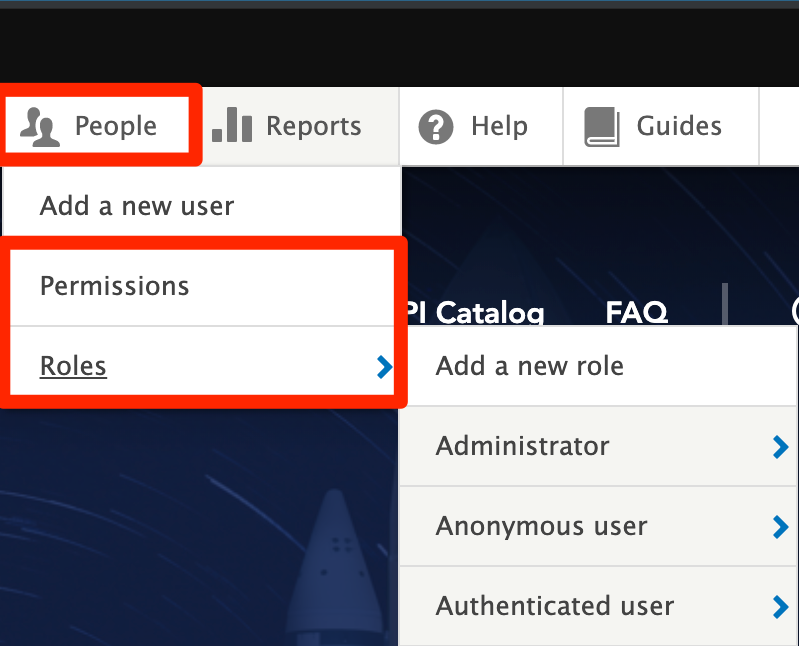 People
Reports
Help
Guides
Add a new user
Permissions
PI Catalog
FAQ
Roles
Add a new role
Administrator
Anonymous user
Authenticated user